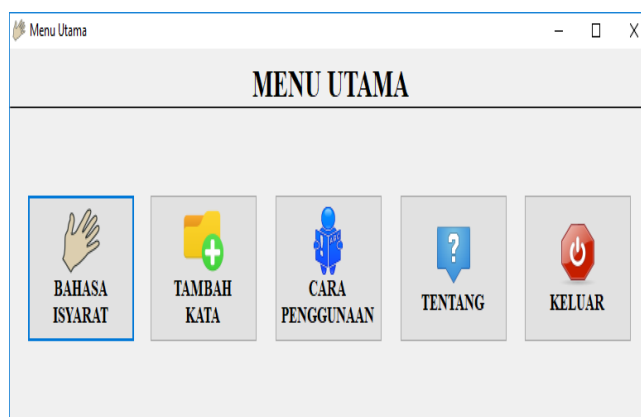 Menu Utama
MENU UTAMA
BAHASA
ISYARAT
TAMBAH
KATA
CARA
PENGGUNAAN
TENTANG
KELUAR